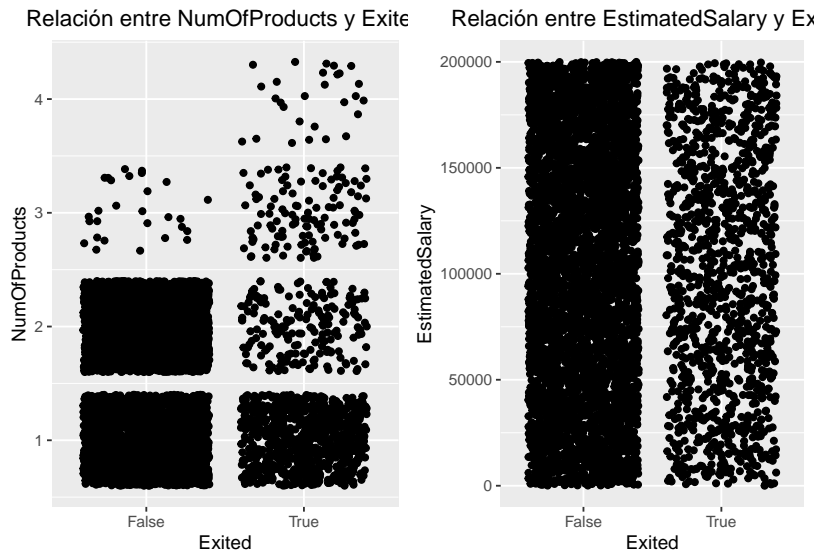 Relación entre NumOfProducts y Exite
NumOfProducts
4
3
2
1
False
True
Exited
Relación entre EstimatedSalary y Ex
EstimatedSalary
200000
150000
100000
50000
0
False
True
Exited